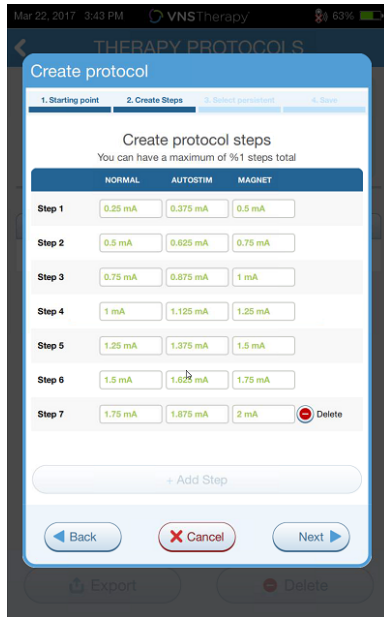 Mar 22, 2017 3:43 PM VNSTherapy 63%
THERAPY PROTOCOLS
Create protocol
1. Starting point 2. Create Steps 3. Select persistent 4. Save
Create protocol steps
You can have a maximum of %1 steps total
NORMAL AUTOSTIM MAGNET
Step 1 0.25 mA 0.375 mA 0.5 mA
Step 2 0.5 mA 0.625 mA 0.75 mA
Step 3 0.75 mA 0.875 mA 1 mA
Step 4 1 mA 1.125 mA 1.25 mA
Step 5 1.25 mA 1.375 mA 1.5 mA
Step 6 1.5 mA 1.625 mA 1.75 mA
Step 7 1.75 mA 1.875 mA 2 mA Delete
+ Add Step
Back Cancel Next
Export Delete